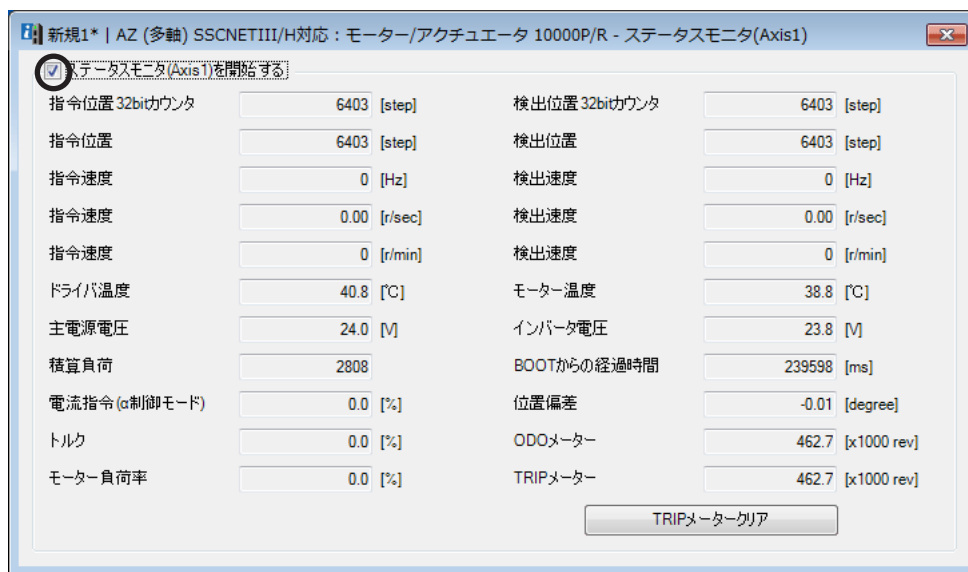 新規1* | AZ (多軸) SSCNETIII/H対応：モーター/アクチュエータ 10000P/R - ステータスモニタ(Axis1)
ステータスモニタ(Axis1)を開始する
指令位置32bitカウンタ 6403 [step] 検出位置32bitカウンタ 6403 [step]
指令位置 6403 [step] 検出位置 6403 [step]
指令速度 0 [Hz] 検出速度 0 [Hz]
指令速度 0.00 [r/sec] 検出速度 0.00 [r/sec]
指令速度 0 [r/min] 検出速度 0 [r/min]
ドライバ温度 40.8 [℃] モーター温度 38.8 [℃]
主電源電圧 24.0 [V] インバータ電圧 23.8 [V]
積算負荷 2808 BOOTからの経過時間 239598 [ms]
電流指令(α制御モード) 0.0 [%] 位置偏差 -0.01 [degree]
トルク 0.0 [%] ODOメーター 462.7 [x1000 rev]
モーター負荷率 0.0 [%] TRIPメーター 462.7 [x1000 rev]
TRIPメータークリア